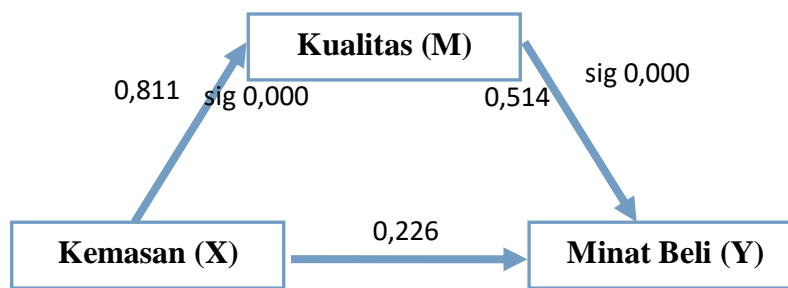 Kualitas (M)
0,811
sig 0,000
0,514
sig 0,000
0,226
Kemasan (X)
Minat Beli (Y)